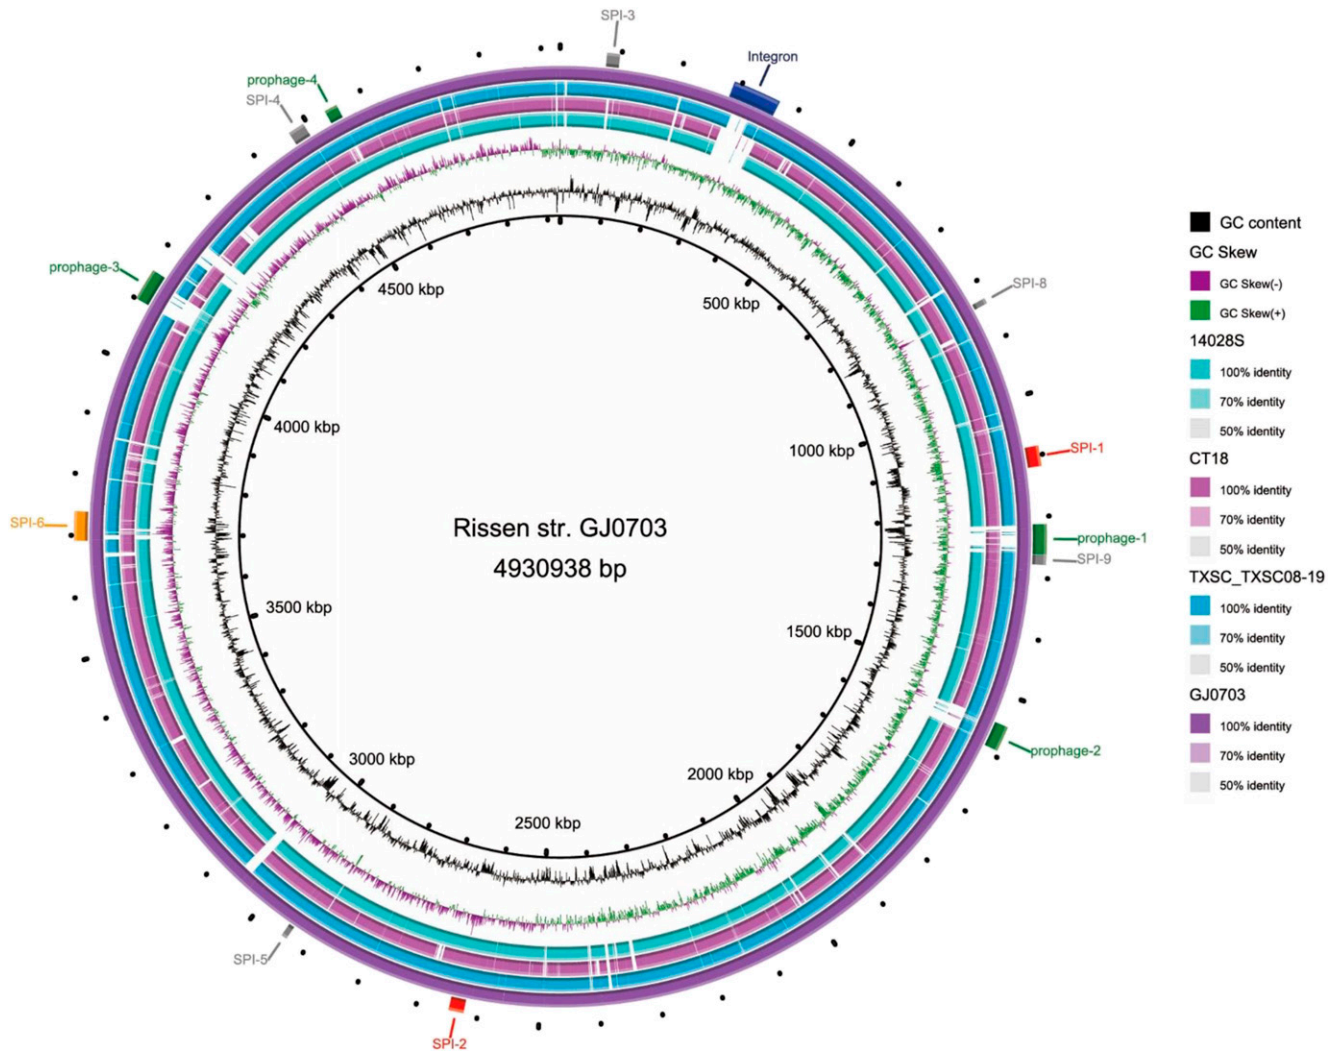 SPI-3
Integron
prophage-4
SPI-4
prophage-3
SPI-8
SPI-1
SPI-6
prophage-1
SPI-9
prophage-2
SPI-5
SPI-2
4500 kbp
500 kbp
4000 kbp
1000 kbp
Rissen str. GJ0703
4930938 bp
3500 kbp
1500 kbp
3000 kbp
2000 kbp
2500 kbp
GC content
GC Skew
GC Skew(-)
GC Skew(+)
14028S
100% identity
70% identity
50% identity
CT18
100% identity
70% identity
50% identity
TXSC_TXSC08-19
100% identity
70% identity
50% identity
GJ0703
100% identity
70% identity
50% identity